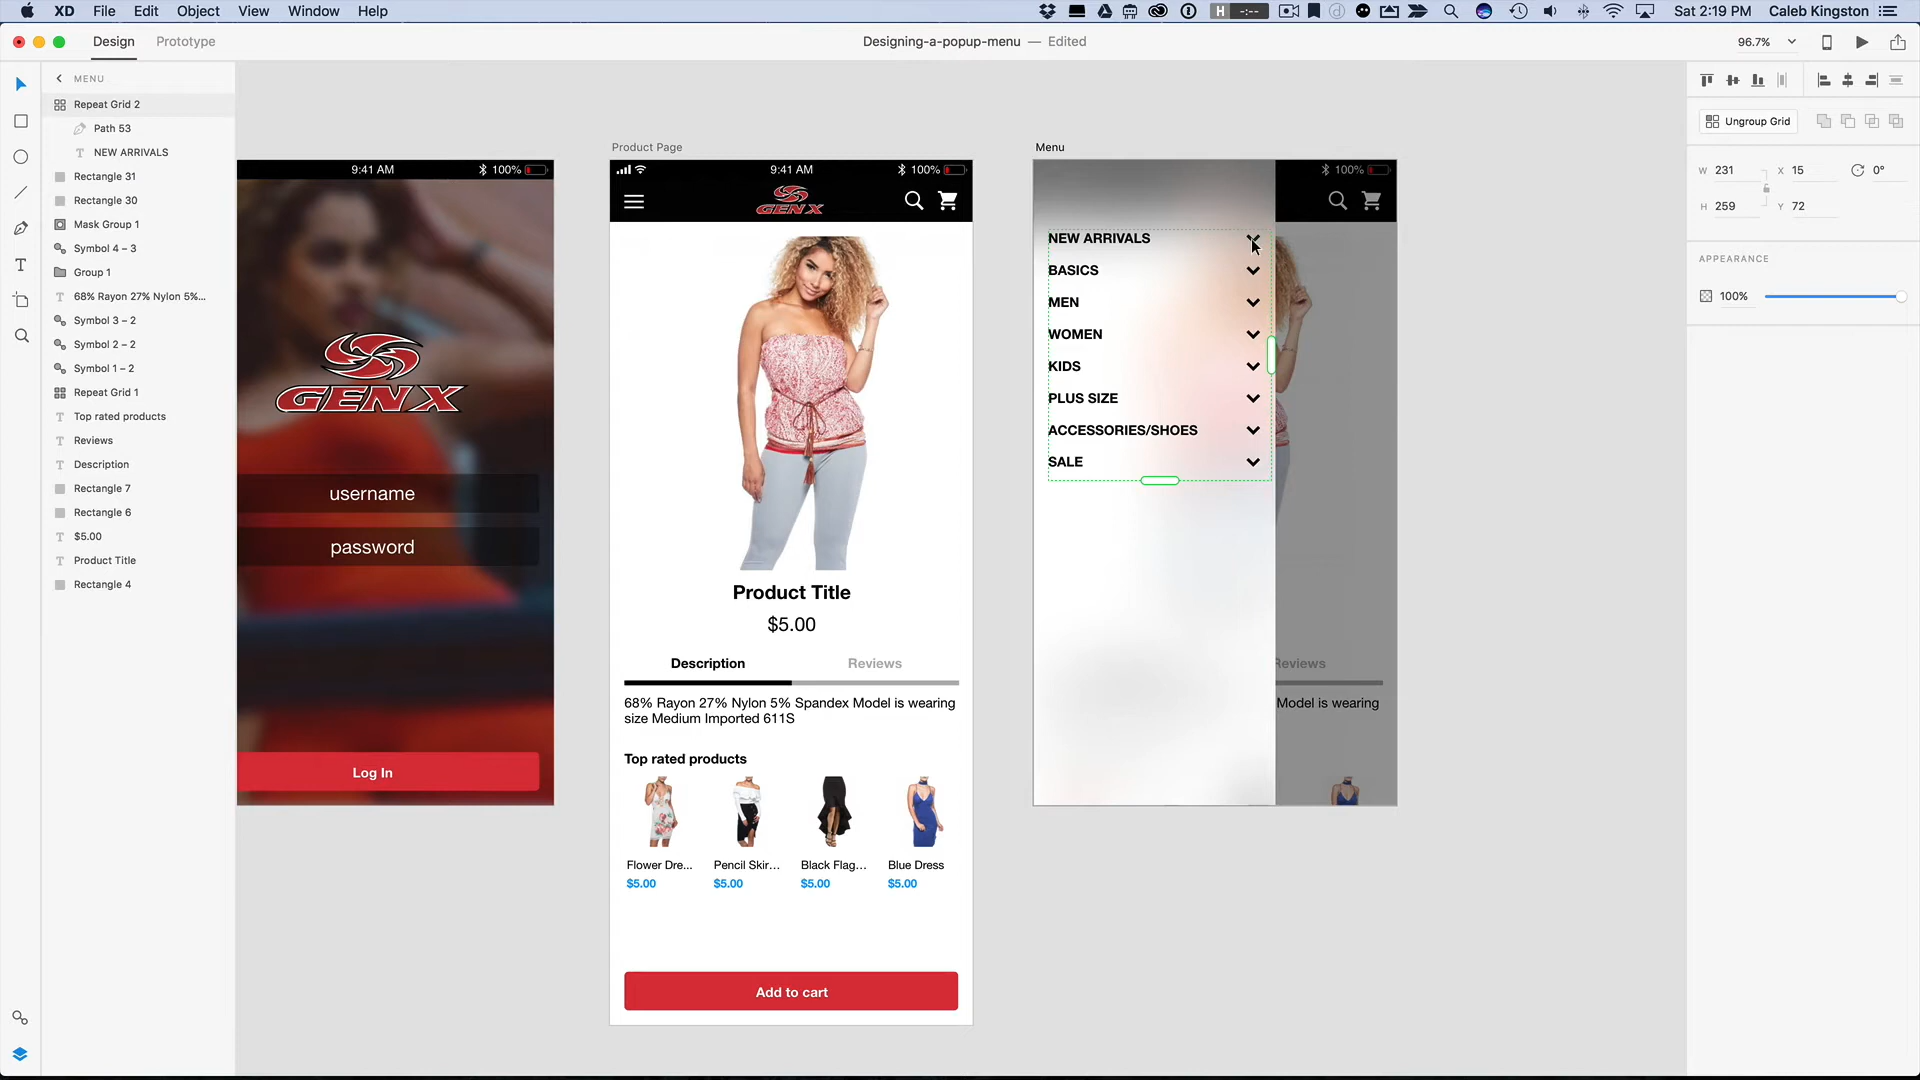 XD File Edit Object View Window Help
H -:-- Sat 2:19 PM Caleb Kingston
Design Prototype
Designing-a-popup-menu — Edited
96.7%
MENU
Repeat Grid 2
Path 53
NEW ARRIVALS
Rectangle 31
Rectangle 30
Mask Group 1
Symbol 4 – 3
Group 1
68% Rayon 27% Nylon 5%...
Symbol 3 – 2
Symbol 2 – 2
Symbol 1 – 2
Repeat Grid 1
Top rated products
Reviews
Description
Rectangle 7
Rectangle 6
$5.00
Product Title
Rectangle 4
9:41 AM 100%
GENX
username
password
Log In
Product Page
9:41 AM 100%
GENX
Product Title
$5.00
Description Reviews
68% Rayon 27% Nylon 5% Spandex Model is wearing
size Medium Imported 611S
Top rated products
Flower Dre... Pencil Skir... Black Flag... Blue Dress
$5.00 $5.00 $5.00 $5.00
Add to cart
Menu
100%
NEW ARRIVALS
BASICS
MEN
WOMEN
KIDS
PLUS SIZE
ACCESSORIES/SHOES
SALE
Reviews
Model is wearing
Ungroup Grid
W 231 X 15 0°
H 259 Y 72
APPEARANCE
100%